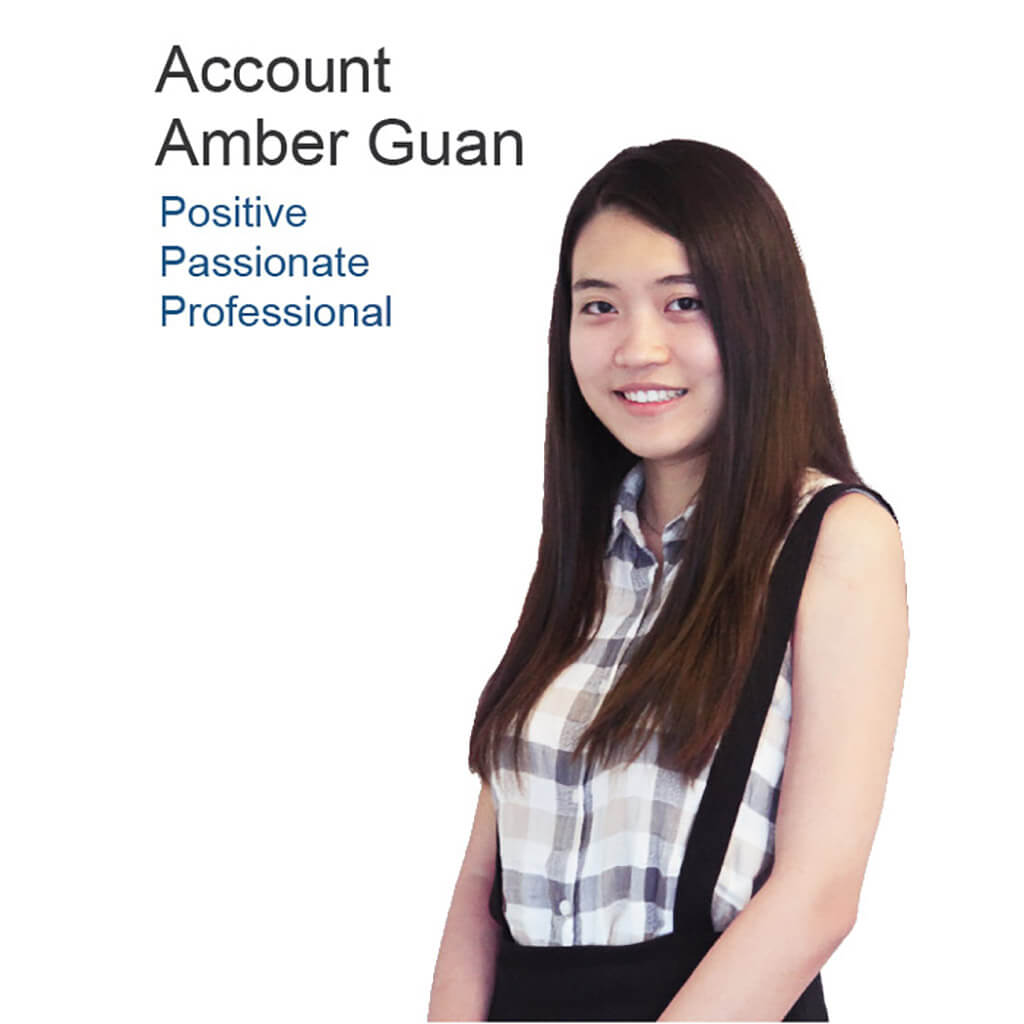 Account
Amber Guan
Positive
Passionate
Professional